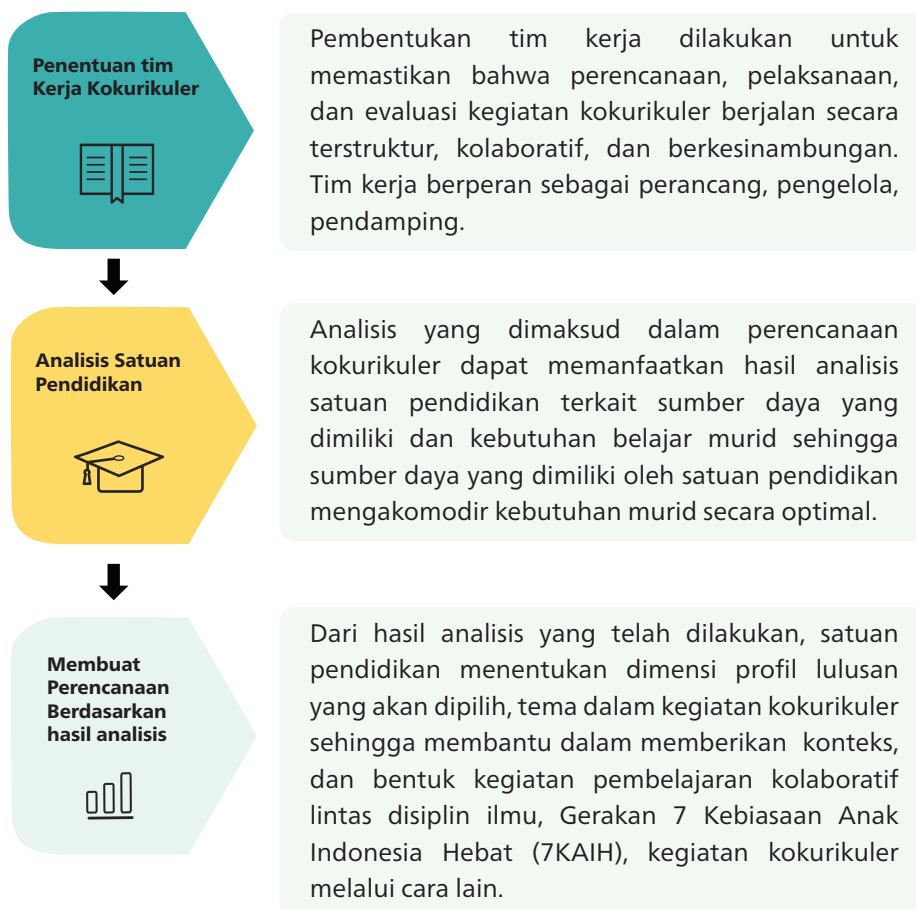 Penentuan tim
Kerja Kokurikuler
Pembentukan tim kerja dilakukan untuk
memastikan bahwa perencanaan, pelaksanaan,
dan evaluasi kegiatan kokurikuler berjalan secara
terstruktur, kolaboratif, dan berkesinambungan.
Tim kerja berperan sebagai perancang, pengelola,
pendamping.
Analisis Satuan
Pendidikan
Analisis yang dimaksud dalam perencanaan
kokurikuler dapat memanfaatkan hasil analisis
satuan pendidikan terkait sumber daya yang
dimiliki dan kebutuhan belajar murid sehingga
sumber daya yang dimiliki oleh satuan pendidikan
mengakomodir kebutuhan murid secara optimal.
Membuat
Perencanaan
Berdasarkan
hasil analisis
Dari hasil analisis yang telah dilakukan, satuan
pendidikan menentukan dimensi profil lulusan
yang akan dipilih, tema dalam kegiatan kokurikuler
sehingga membantu dalam memberikan konteks,
dan bentuk kegiatan pembelajaran kolaboratif
lintas disiplin ilmu, Gerakan 7 Kebiasaan Anak
Indonesia Hebat (7KAIH), kegiatan kokurikuler
melalui cara lain.